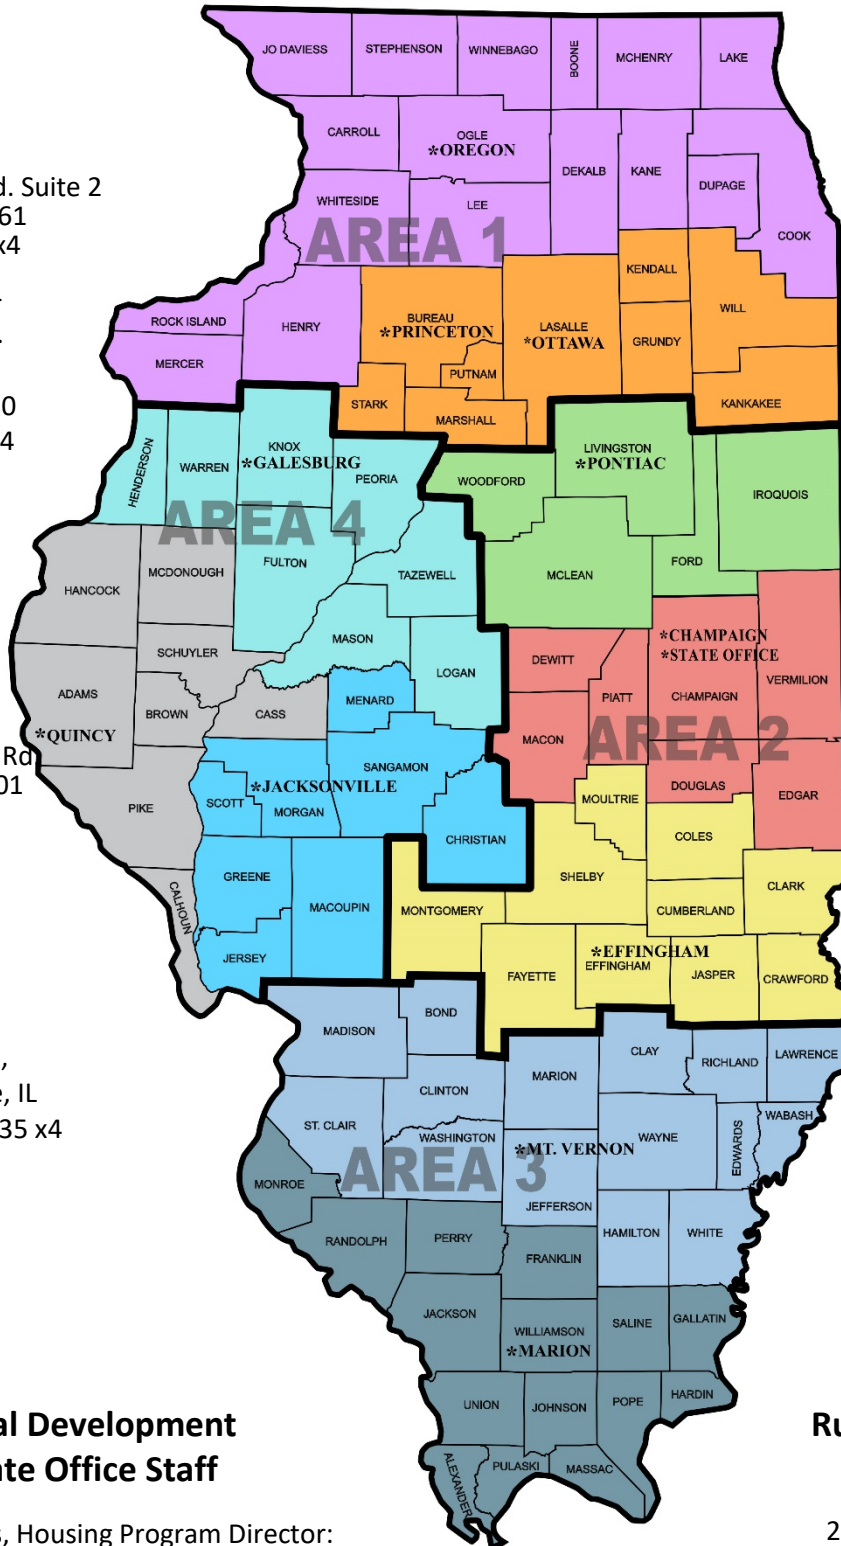 JO DAVIESS
STEPHENSON
WINNEBAGO
BOONE
MCHENRY
LAKE
CARROLL
OGLE
*OREGON
DEKALB
KANE
DUPAGE
COOK
d. Suite 2
61
x4
WHITESIDE
LEE
AREA 1
KENDALL
WILL
ROCK ISLAND
HENRY
BUREAU
*PRINCETON
LASALLE
*OTTAWA
GRUNDY
MERCER
PUTNAM
STARK
MARSHALL
KANKAKEE
0
4
HENDERSON
WARREN
KNOX
*GALESBURG
PEORIA
WOODFORD
LIVINGSTON
*PONTIAC
IROQUOIS
AREA 4
HANCOCK
MCDONOUGH
FULTON
TAZEWELL
MCLEAN
FORD
SCHUYLER
MASON
LOGAN
DEWITT
*CHAMPAIGN
*STATE OFFICE
VERMILION
ADAMS
BROWN
CASS
MENARD
PIATT
CHAMPAIGN
*QUINCY
MACON
AREA 2
Rd
01
SANGAMON
*JACKSONVILLE
SCOTT
MORGAN
PIKE
MOULTRIE
DOUGLAS
EDGAR
CHRISTIAN
COLES
GREENE
SHELBY
CLARK
CALHOUN
MACOUPIN
MONTGOMERY
CUMBERLAND
JERSEY
FAYETTE
*EFFINGHAM
EFFINGHAM
JASPER
CRAWFORD
MADISON
BOND
CLAY
RICHLAND
LAWRENCE
,
e, IL
35 x4
CLINTON
MARION
ST. CLAIR
WASHINGTON
WAYNE
EDWARDS
WABASH
*MT. VERNON
AREA 3
MONROE
JEFFERSON
RANDOLPH
PERRY
HAMILTON
WHITE
FRANKLIN
JACKSON
WILLIAMSON
*MARION
SALINE
GALLATIN
UNION
JOHNSON
POPE
HARDIN
ALEXANDER
PULASKI
MASSAC
al Development
ate Office Staff
Ru
s, Housing Program Director:
2